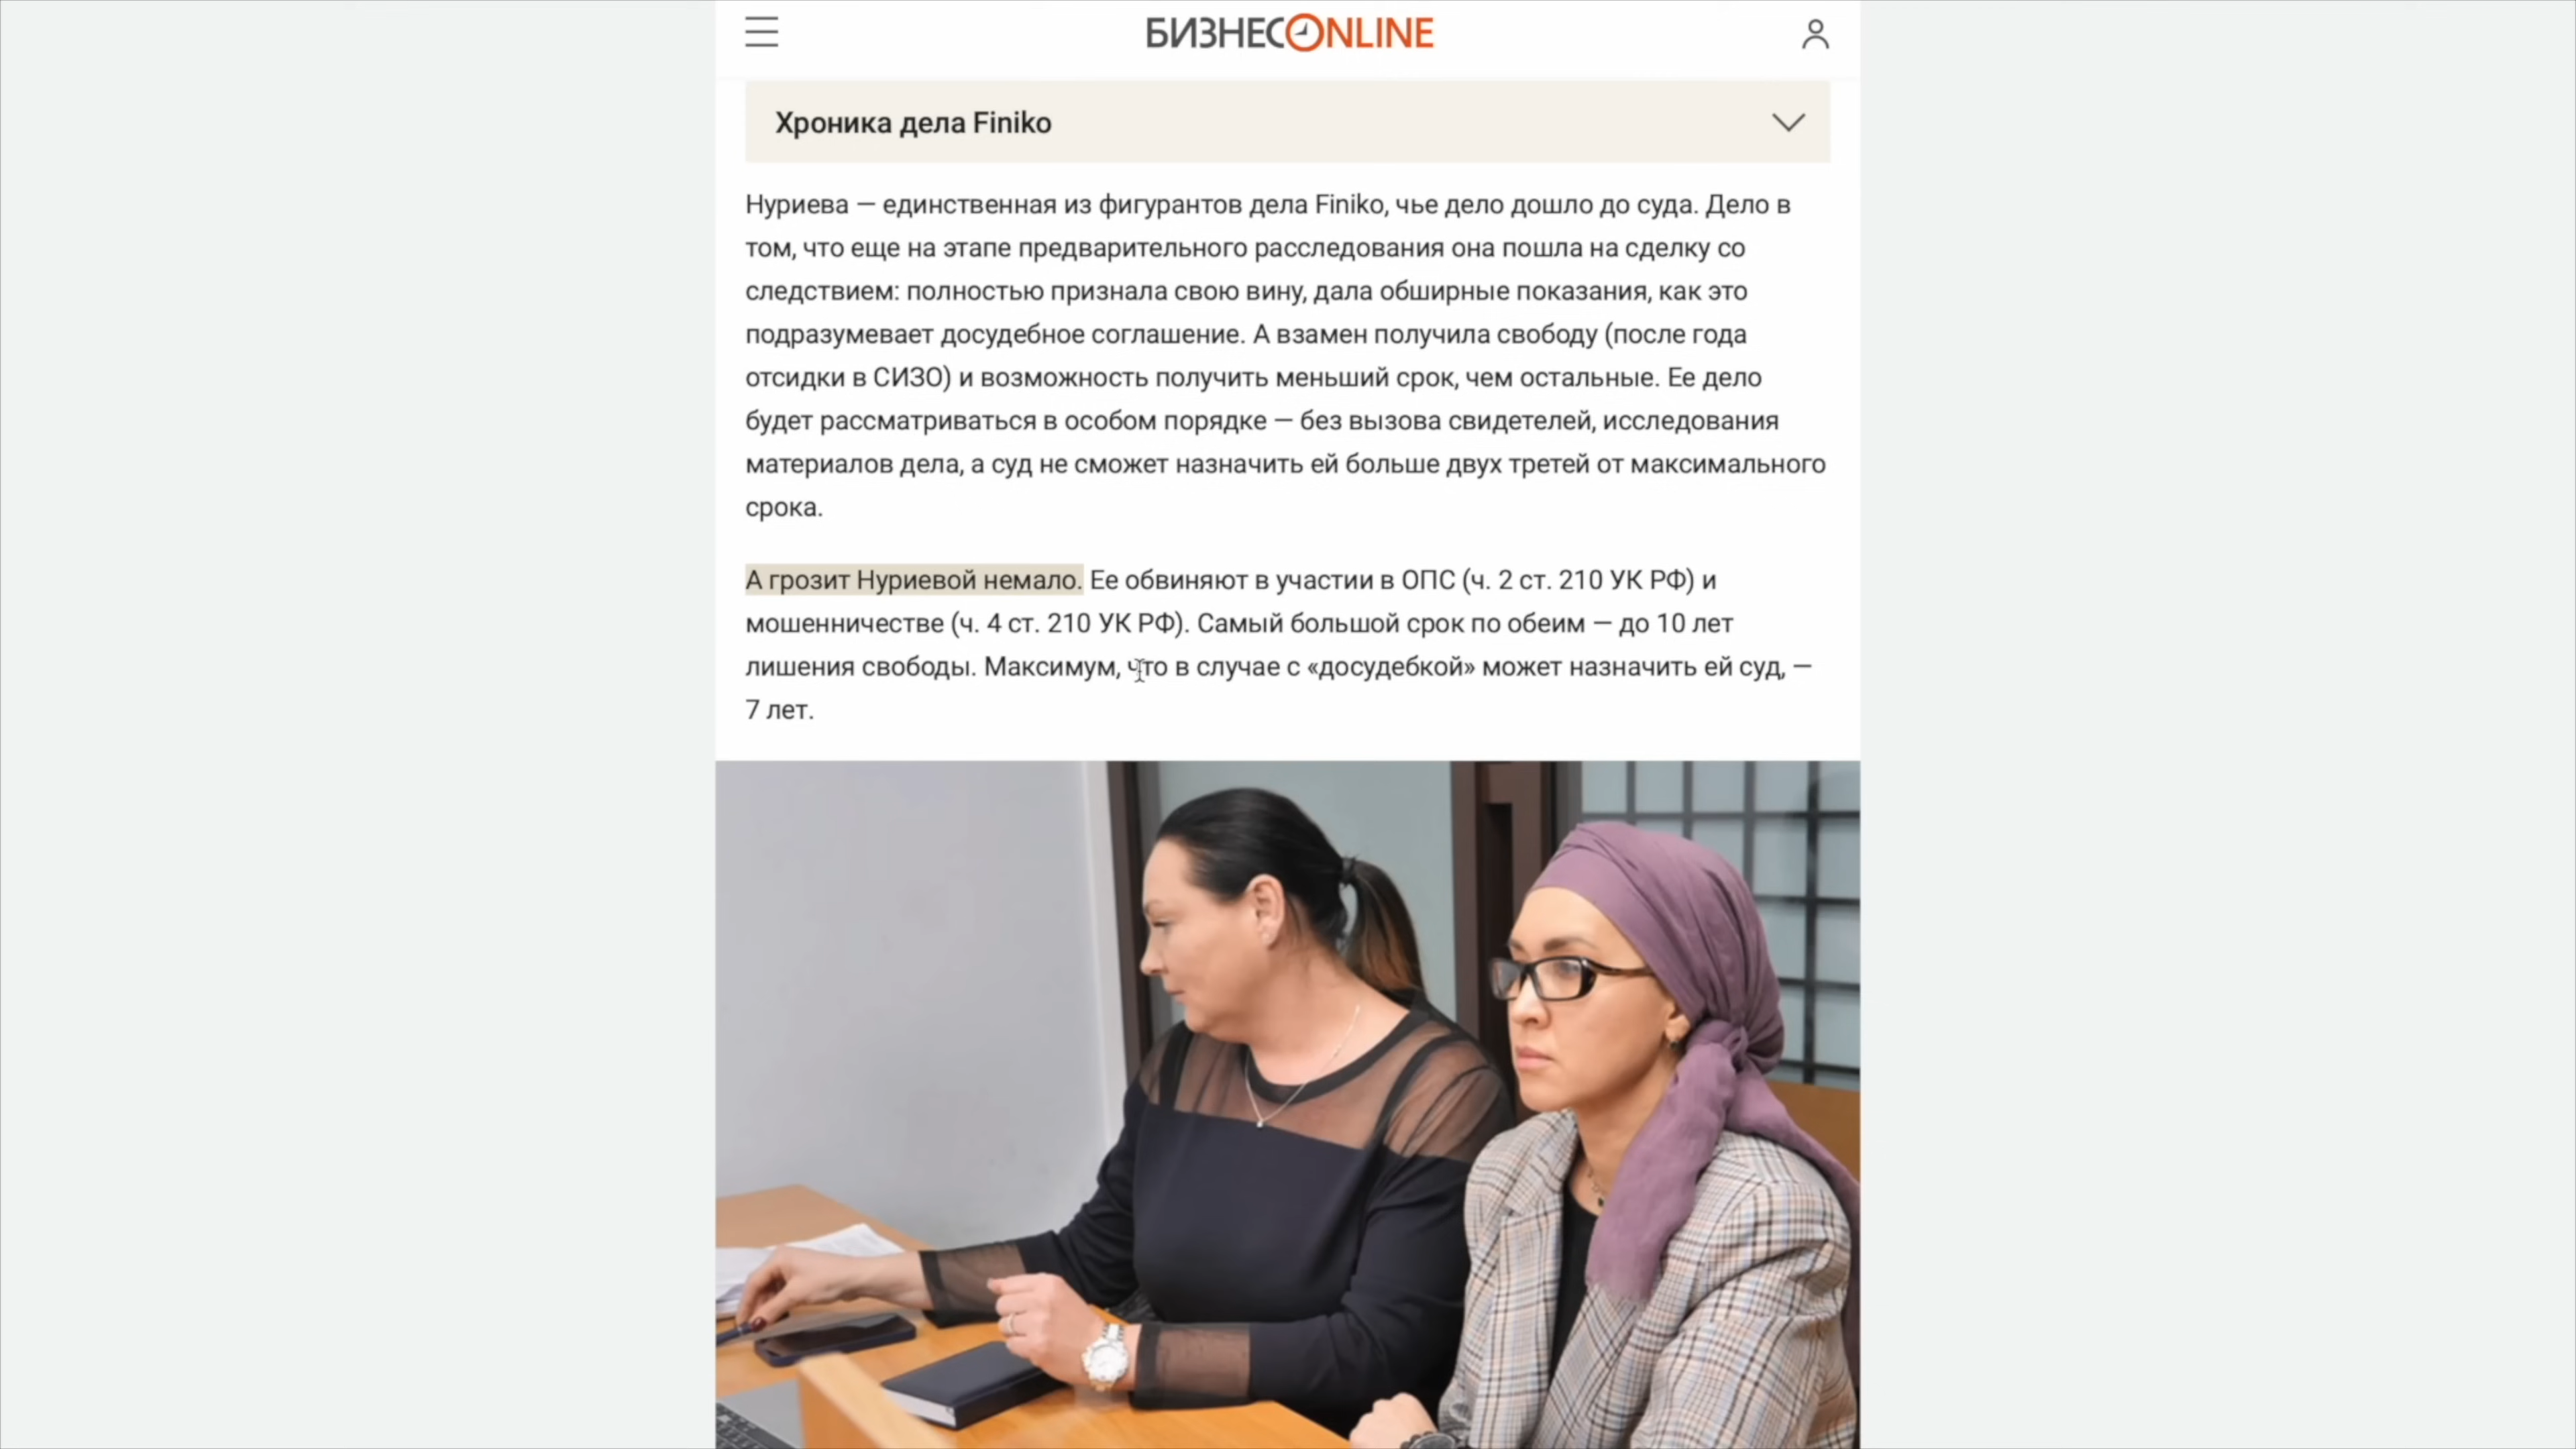 БИЗНЕСONLINE
Хроника дела Finiko
Нуриева — единственная из фигурантов дела Finiko, чье дело дошло до суда. Дело в
том, что еще на этапе предварительного расследования она пошла на сделку со
следствием: полностью признала свою вину, дала обширные показания, как это
подразумевает досудебное соглашение. А взамен получила свободу (после года
отсидки в СИЗО) и возможность получить меньший срок, чем остальные. Ее дело
будет рассматриваться в особом порядке — без вызова свидетелей, исследования
материалов дела, а суд не сможет назначить ей больше двух третей от максимального
срока.
А грозит Нуриевой немало. Ее обвиняют в участии в ОПС (ч. 2 ст. 210 УК РФ) и
мошенничестве (ч. 4 ст. 210 УК РФ). Самый большой срок по обеим — до 10 лет
лишения свободы. Максимум, что в случае с «досудебкой» может назначить ей суд, —
7 лет.